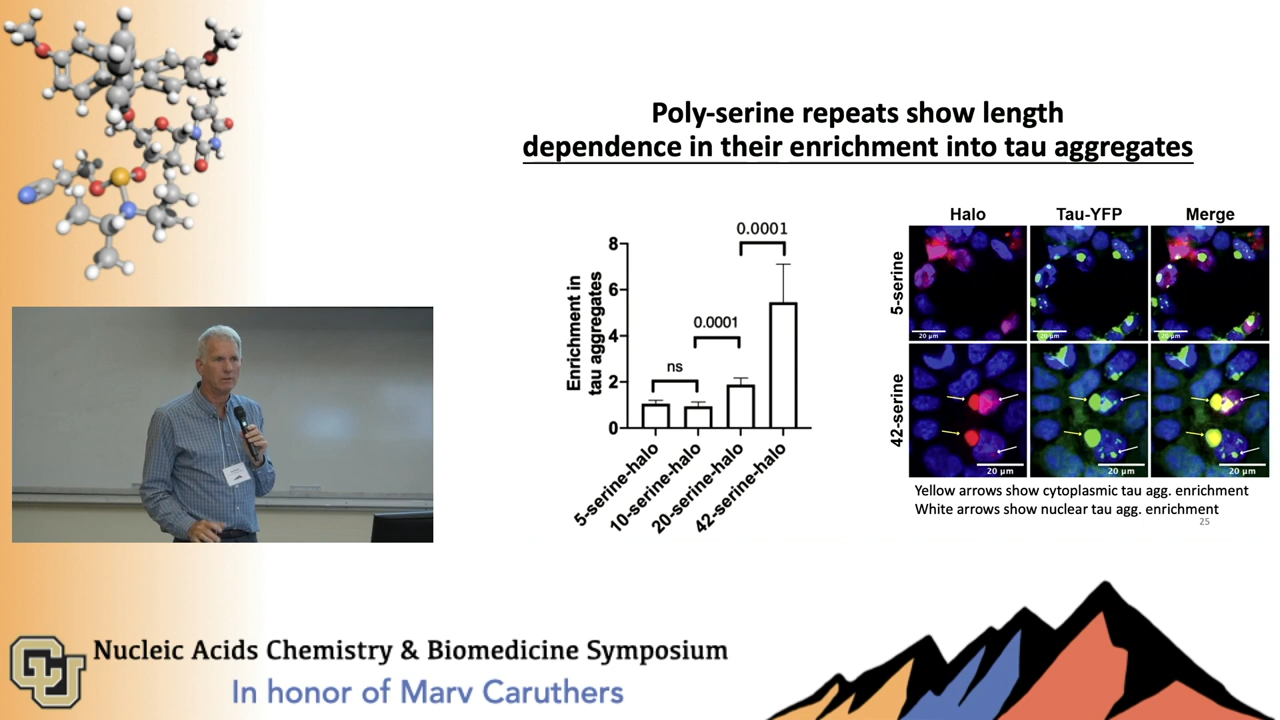 Poly-serine repeats show length
dependence in their enrichment into tau aggregates
Enrichment in
tau aggregates
8
6
4
2
0
ns
0.0001
0.0001
5-serine-halo
10-serine-halo
20-serine-halo
42-serine-halo
Halo
Tau-YFP
Merge
5-serine
20 µm
20 µm
20 µm
42-serine
20 µm
20 µm
20 µm
Yellow arrows show cytoplasmic tau agg. enrichment
White arrows show nuclear tau agg. enrichment
25
CU
Nucleic Acids Chemistry & Biomedicine Symposium
In honor of Marv Caruthers